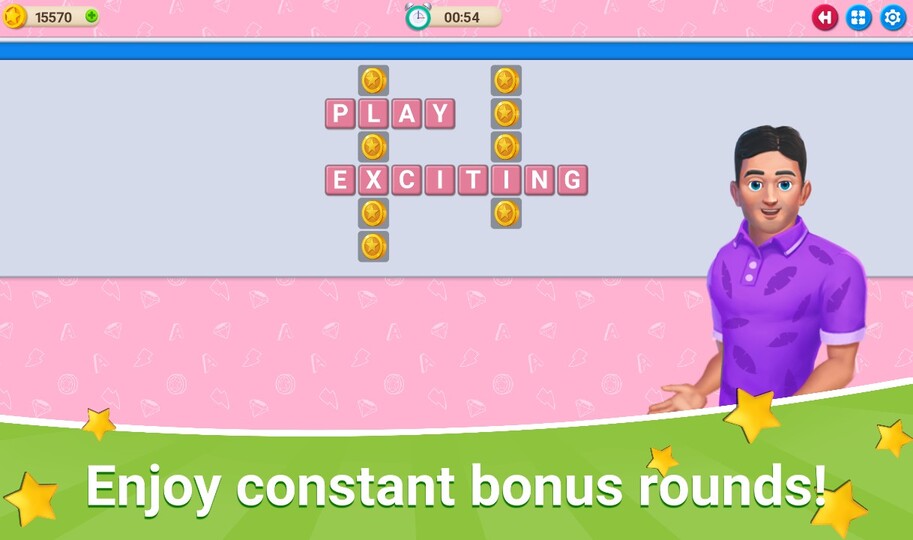 15570
00:54
PLAY
EXCITING
Enjoy constant bonus rounds!